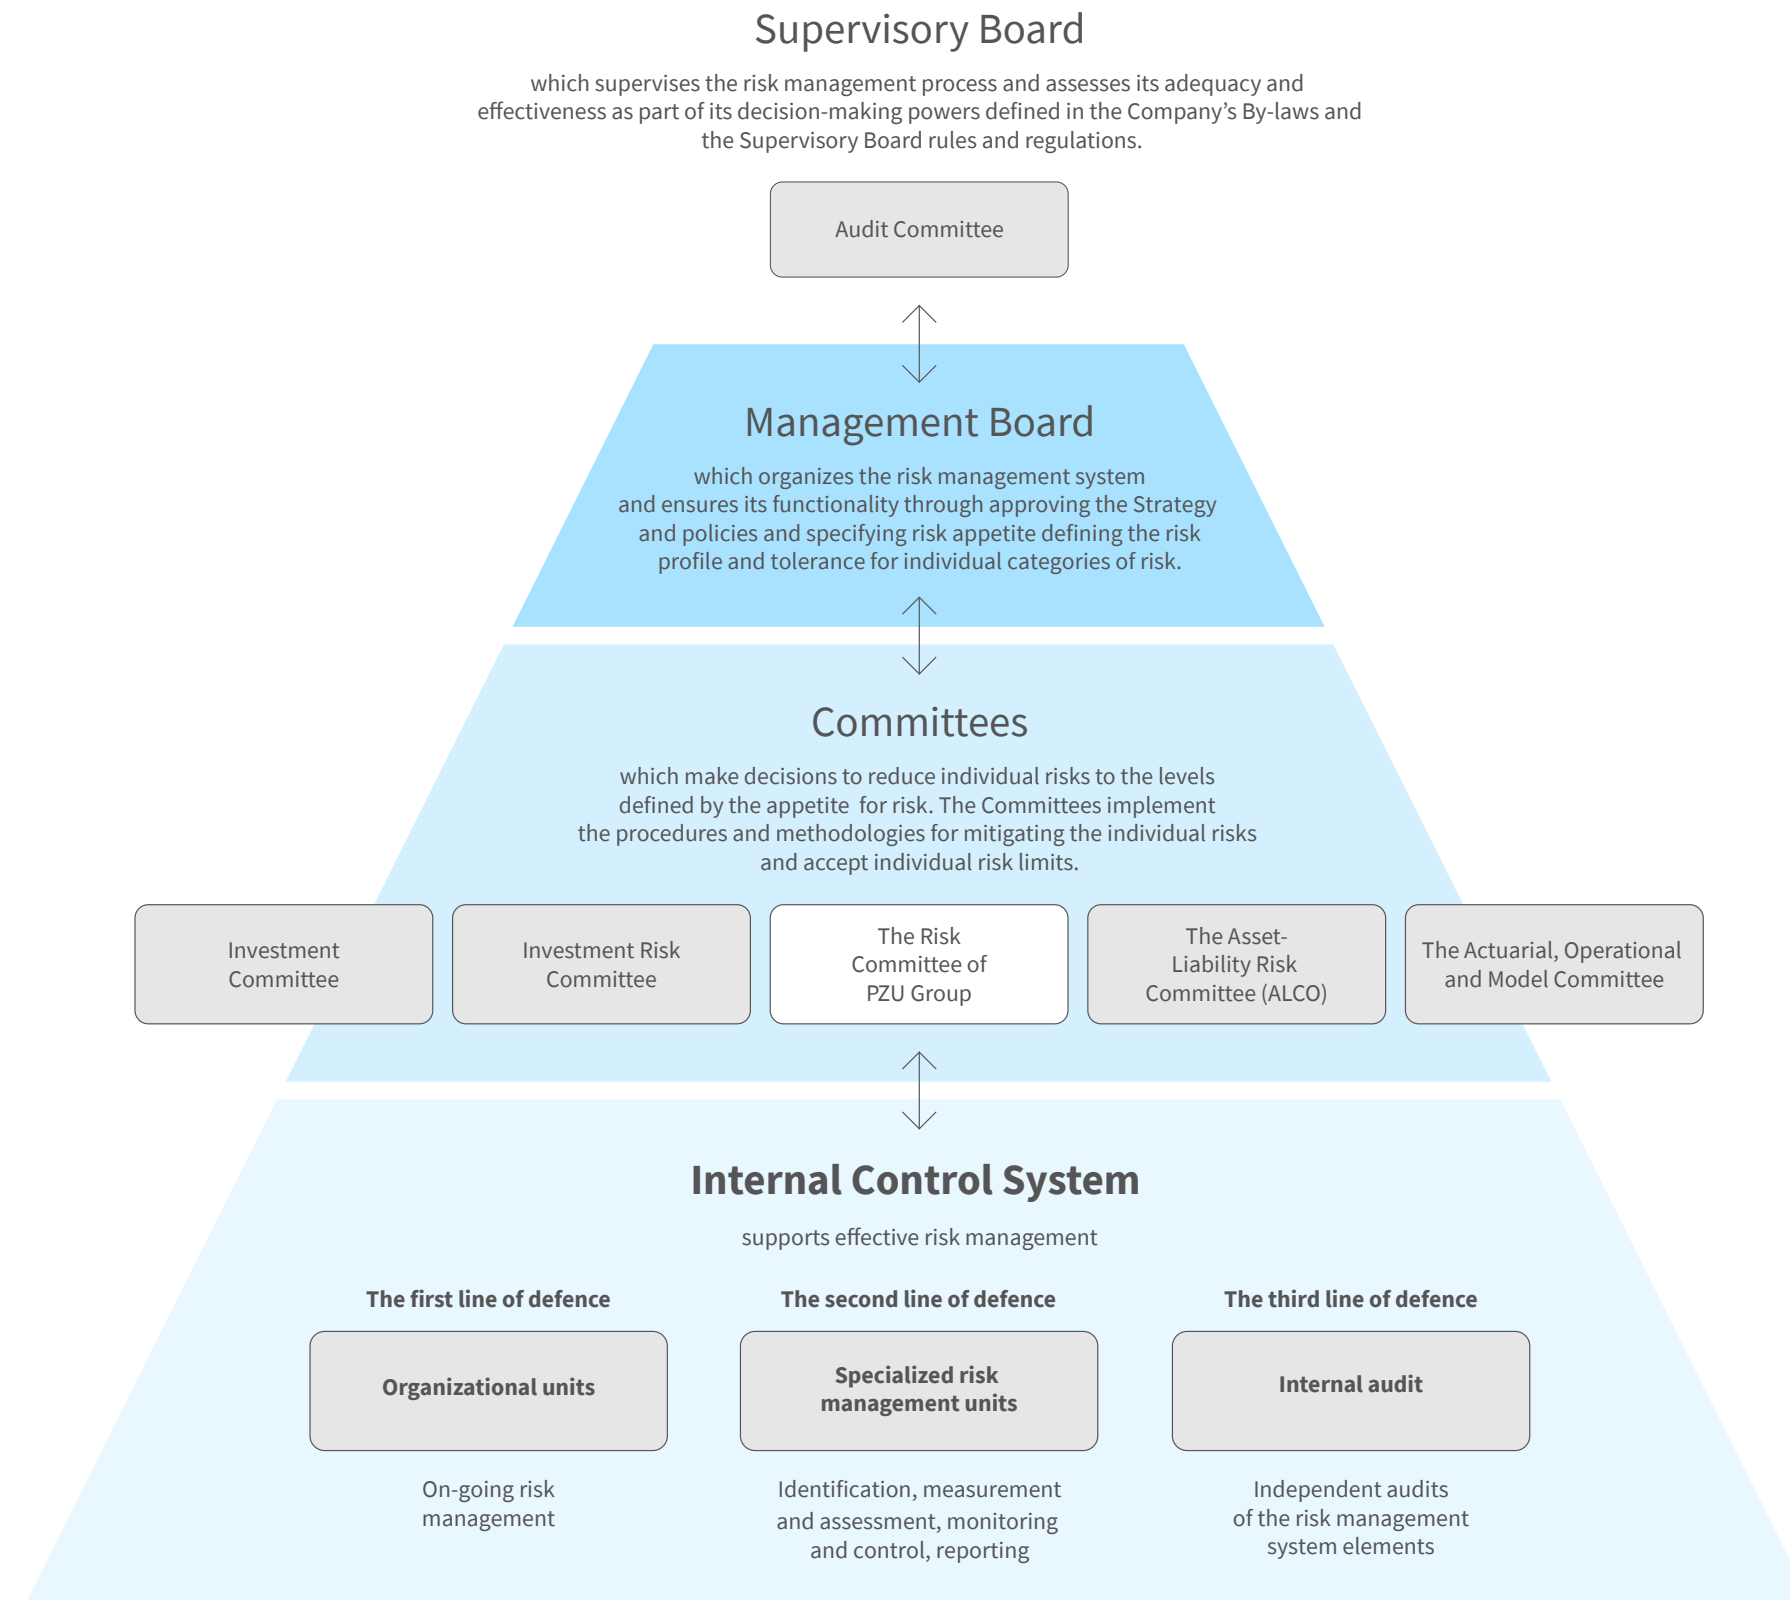 Supervisory Board
which supervises the risk management process and assesses its adequacy and
effectiveness as part of its decision-making powers defined in the Company’s By-laws and
the Supervisory Board rules and regulations.
Audit Committee
Management Board
which organizes the risk management system
and ensures its functionality through approving the Strategy
and policies and specifying risk appetite defining the risk
profile and tolerance for individual categories of risk.
Committees
which make decisions to reduce individual risks to the levels
defined by the appetite for risk. The Committees implement
the procedures and methodologies for mitigating the individual risks
and accept individual risk limits.
Investment
Committee
Investment Risk
Committee
The Risk
Committee of
PZU Group
The Asset-
Liability Risk
Committee (ALCO)
The Actuarial, Operational
and Model Committee
Internal Control System
supports effective risk management
The first line of defence
Organizational units
On-going risk
management
The second line of defence
Specialized risk
management units
Identification, measurement
and assessment, monitoring
and control, reporting
The third line of defence
Internal audit
Independent audits
of the risk management
system elements